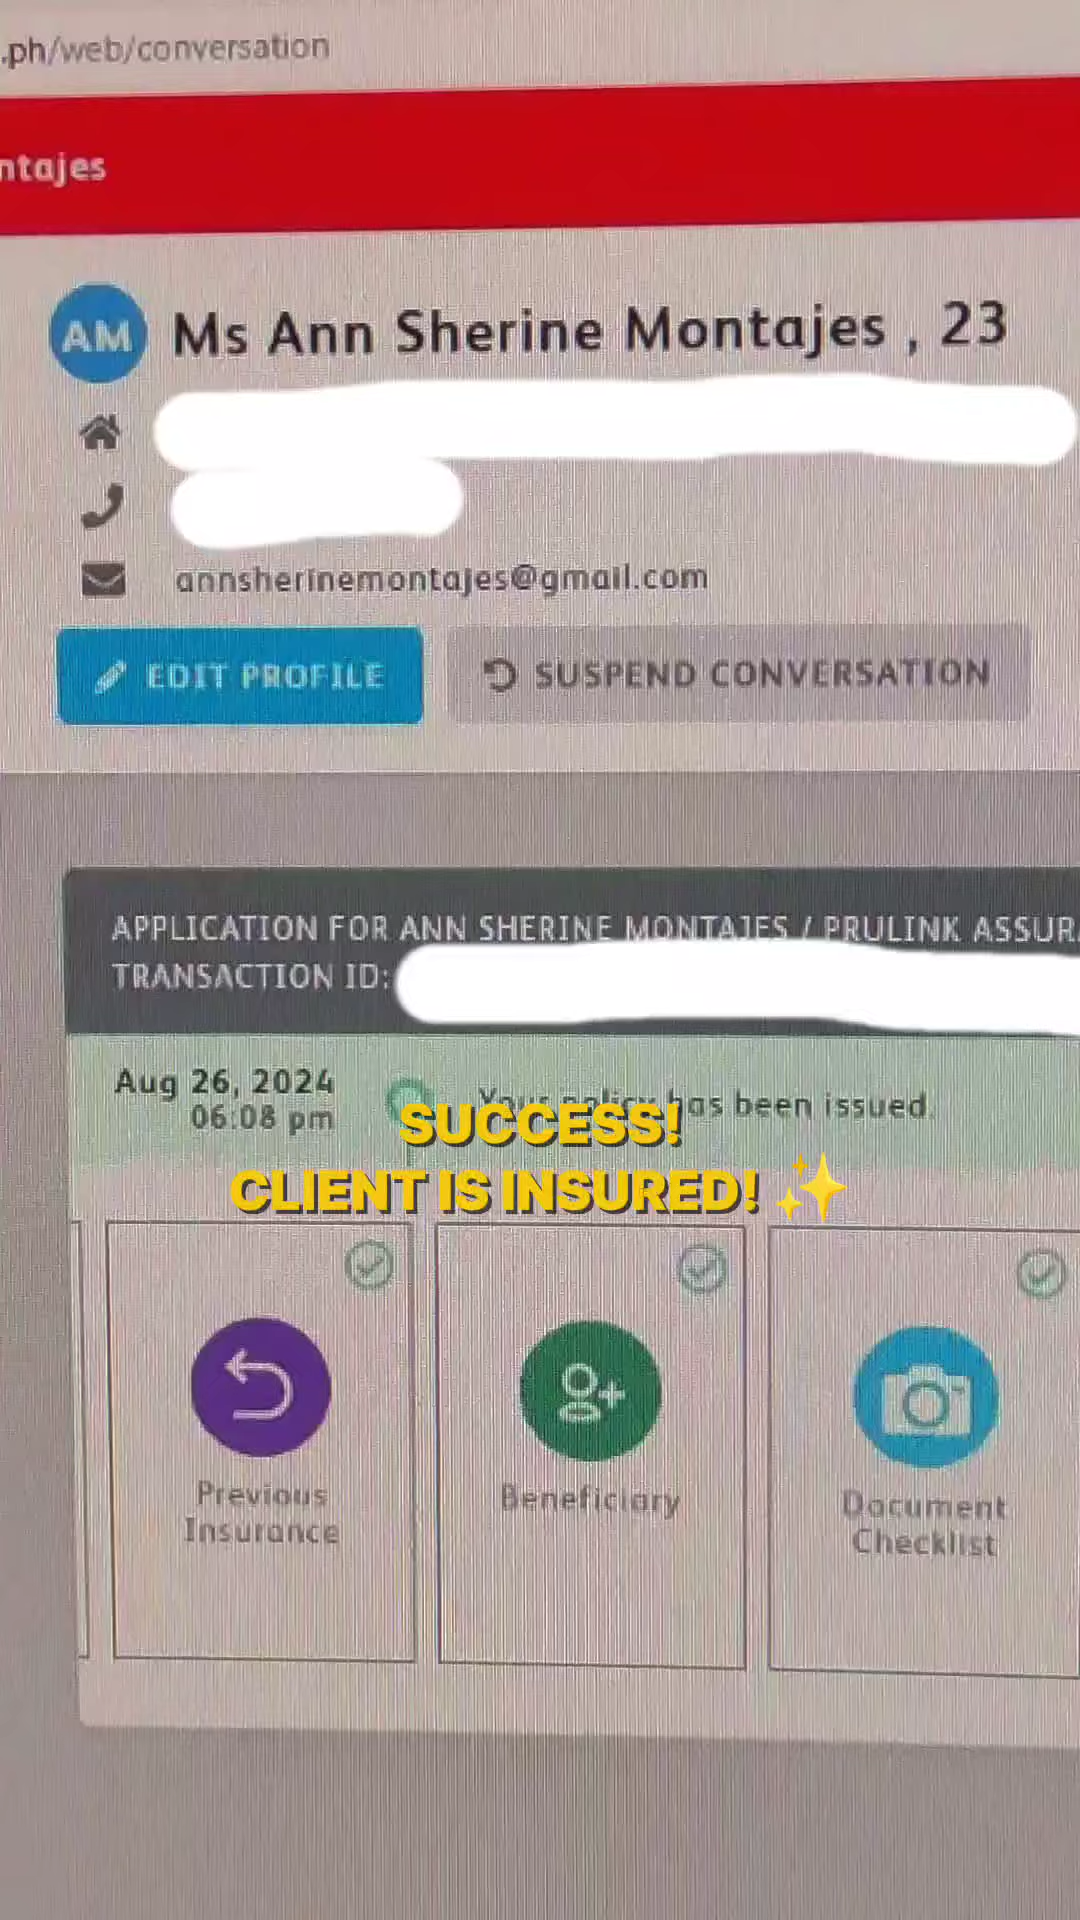 .ph/web/conversation
ntajes
AM
Ms Ann Sherine Montajes , 23
annsherinemontajes@gmail.com
EDIT PROFILE
SUSPEND CONVERSATION
APPLICATION FOR ANN SHERINE MONTAJES / PRULINK ASSUR
TRANSACTION ID:
Aug 26, 2024
06:08 pm
Your policy has been issued.
SUCCESS!
CLIENT IS INSURED! ✨
Previous
Insurance
Beneficiary
Document
Checklist